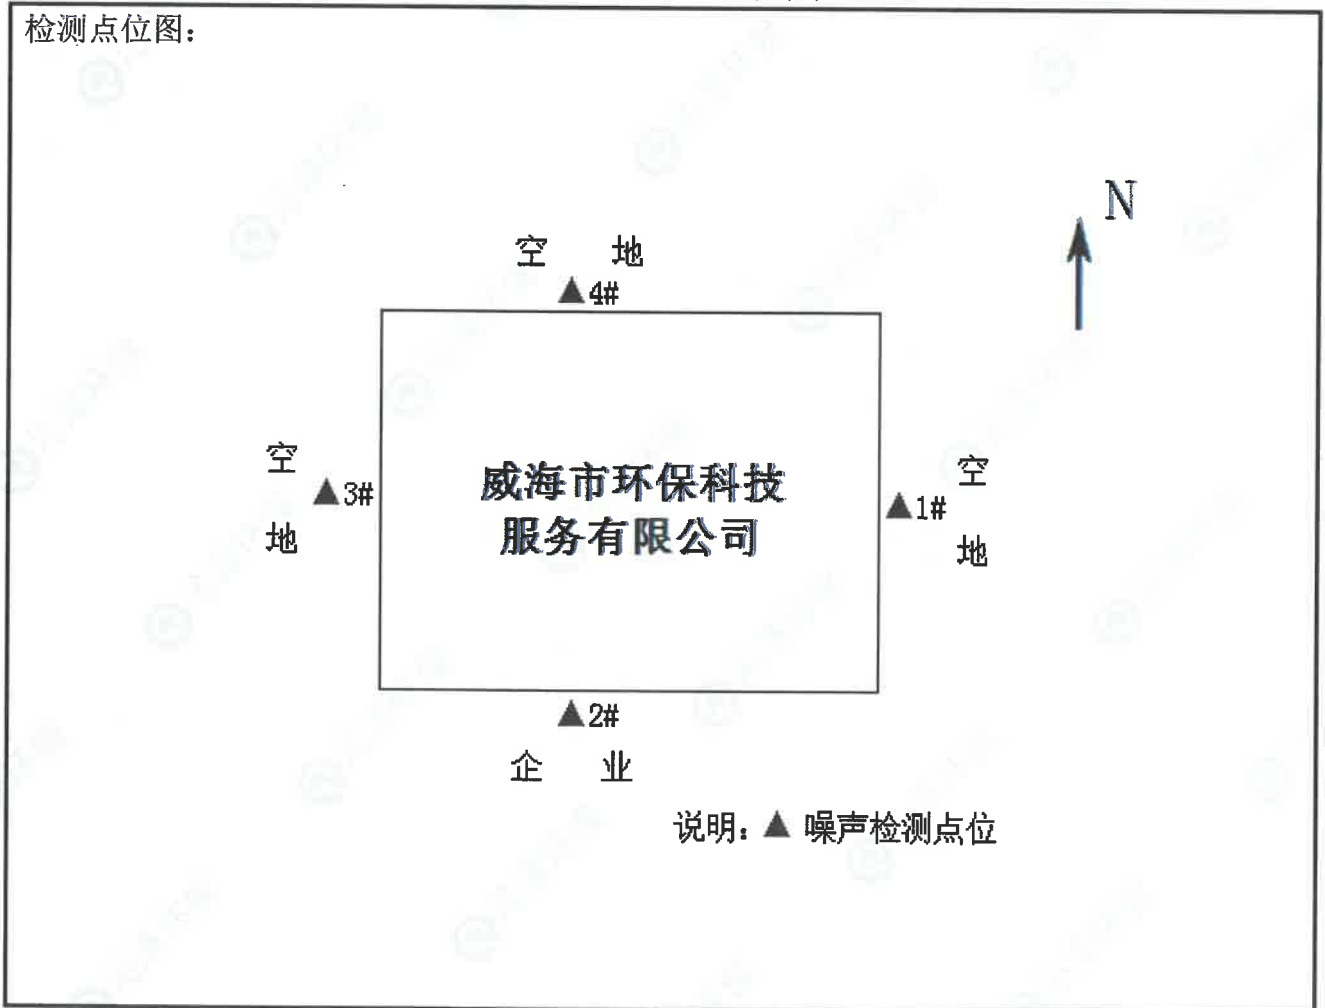 检测点位图：
N
空 地
▲4#
空
地
▲3#
威海市环保科技
服务有限公司
▲1#
空
地
▲2#
企 业
说明：▲ 噪声检测点位